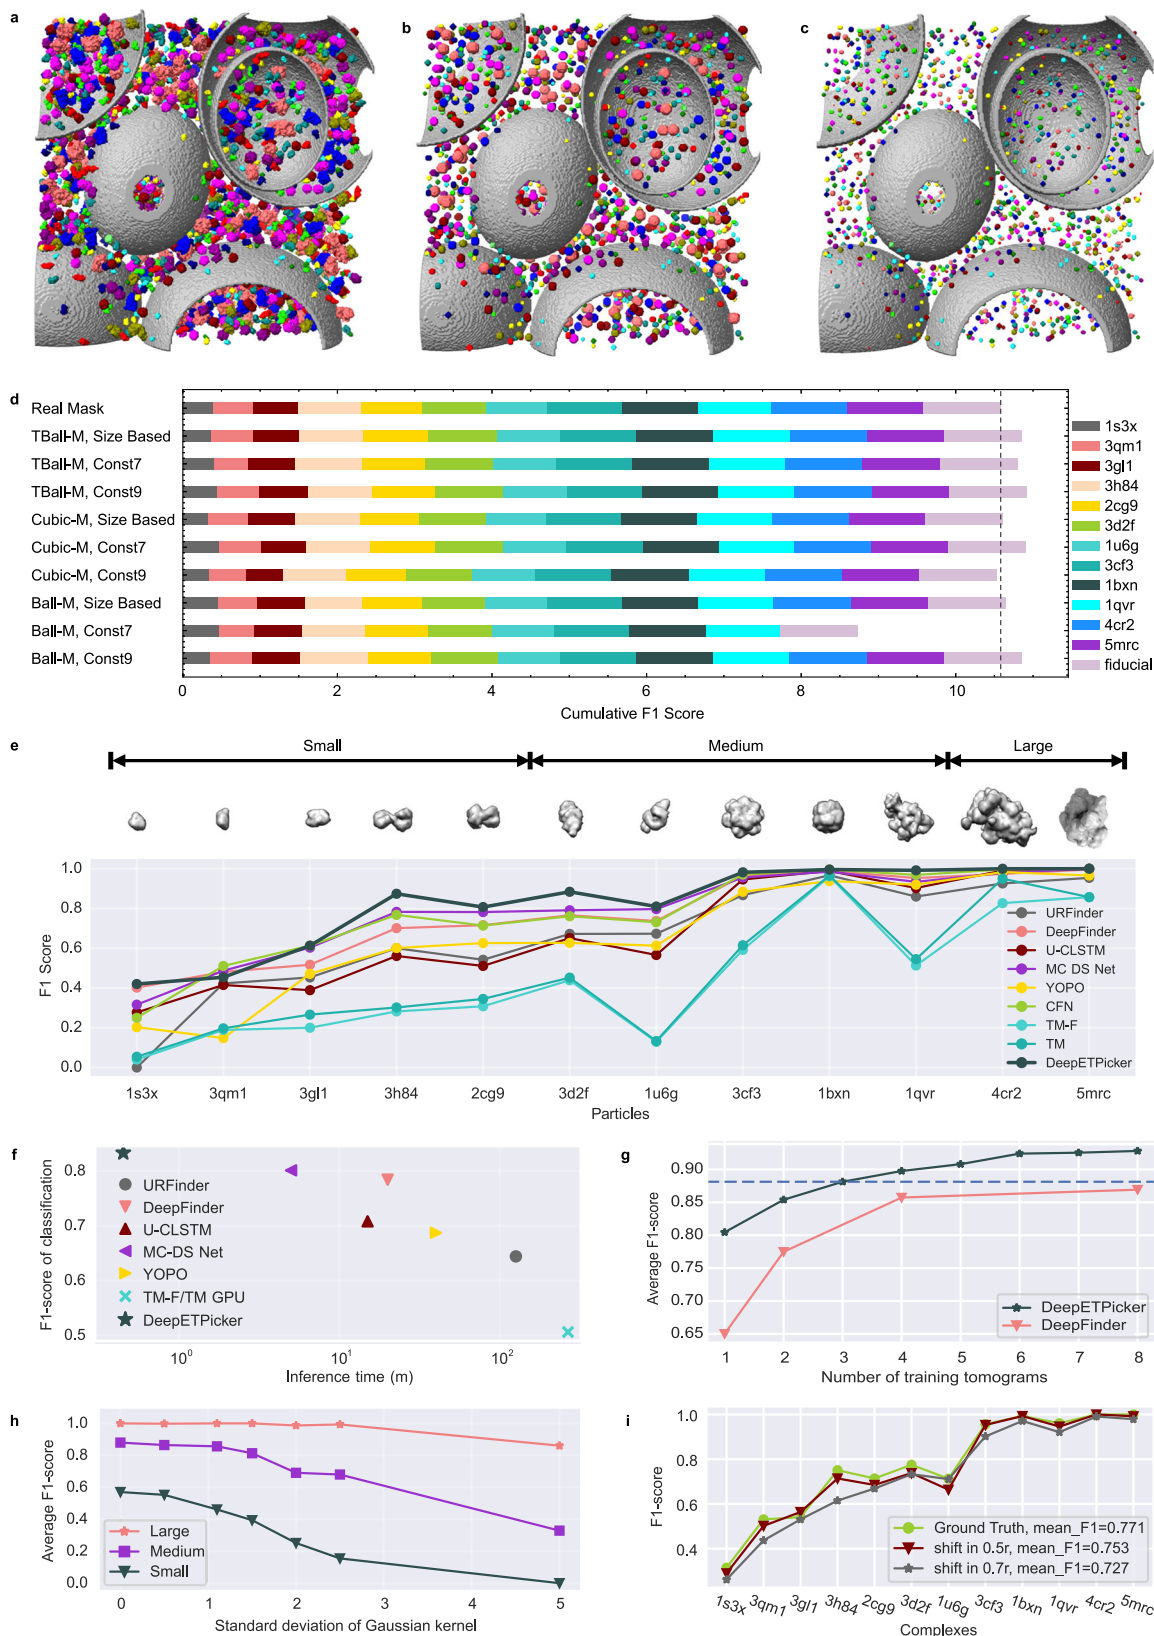 a
b
c
d
Real Mask
TBall-M, Size Based
TBall-M, Const7
TBall-M, Const9
Cubic-M, Size Based
Cubic-M, Const7
Cubic-M, Const9
Ball-M, Size Based
Ball-M, Const7
Ball-M, Const9
0 2 4 6 8 10
Cumulative F1 Score
1s3x
3qm1
3gl1
3h84
2cg9
3d2f
1u6g
3cf3
1bxn
1qvr
4cr2
5mrc
fiducial
e
Small Medium Large
1.0
0.8
0.6
0.4
0.2
0.0
F1 Score
URFinder
DeepFinder
U-CLSTM
MC DS Net
YOPO
CFN
TM-F
TM
DeepETPicker
1s3x 3qm1 3gl1 3h84 2cg9 3d2f 1u6g 3cf3 1bxn 1qvr 4cr2 5mrc
Particles
f
0.8
0.7
0.6
0.5
F1-score of classification
URFinder
DeepFinder
U-CLSTM
MC-DS Net
YOPO
TM-F/TM GPU
DeepETPicker
10⁰ 10¹ 10²
Inference time (m)
g
0.90
0.85
0.80
0.75
0.70
0.65
Average F1-score
DeepETPicker
DeepFinder
1 2 3 4 5 6 7 8
Number of training tomograms
h
1.0
0.8
0.6
0.4
0.2
0.0
Average F1-score
Large
Medium
Small
0 1 2 3 4 5
Standard deviation of Gaussian kernel
i
1.0
0.8
0.6
0.4
F1-score
Ground Truth, mean_F1=0.771
shift in 0.5r, mean_F1=0.753
shift in 0.7r, mean_F1=0.727
1s3x 3qm1 3gl1 3h84 2cg9 3d2f 1u6g 3cf3 1bxn 1qvr 4cr2 5mrc
Complexes